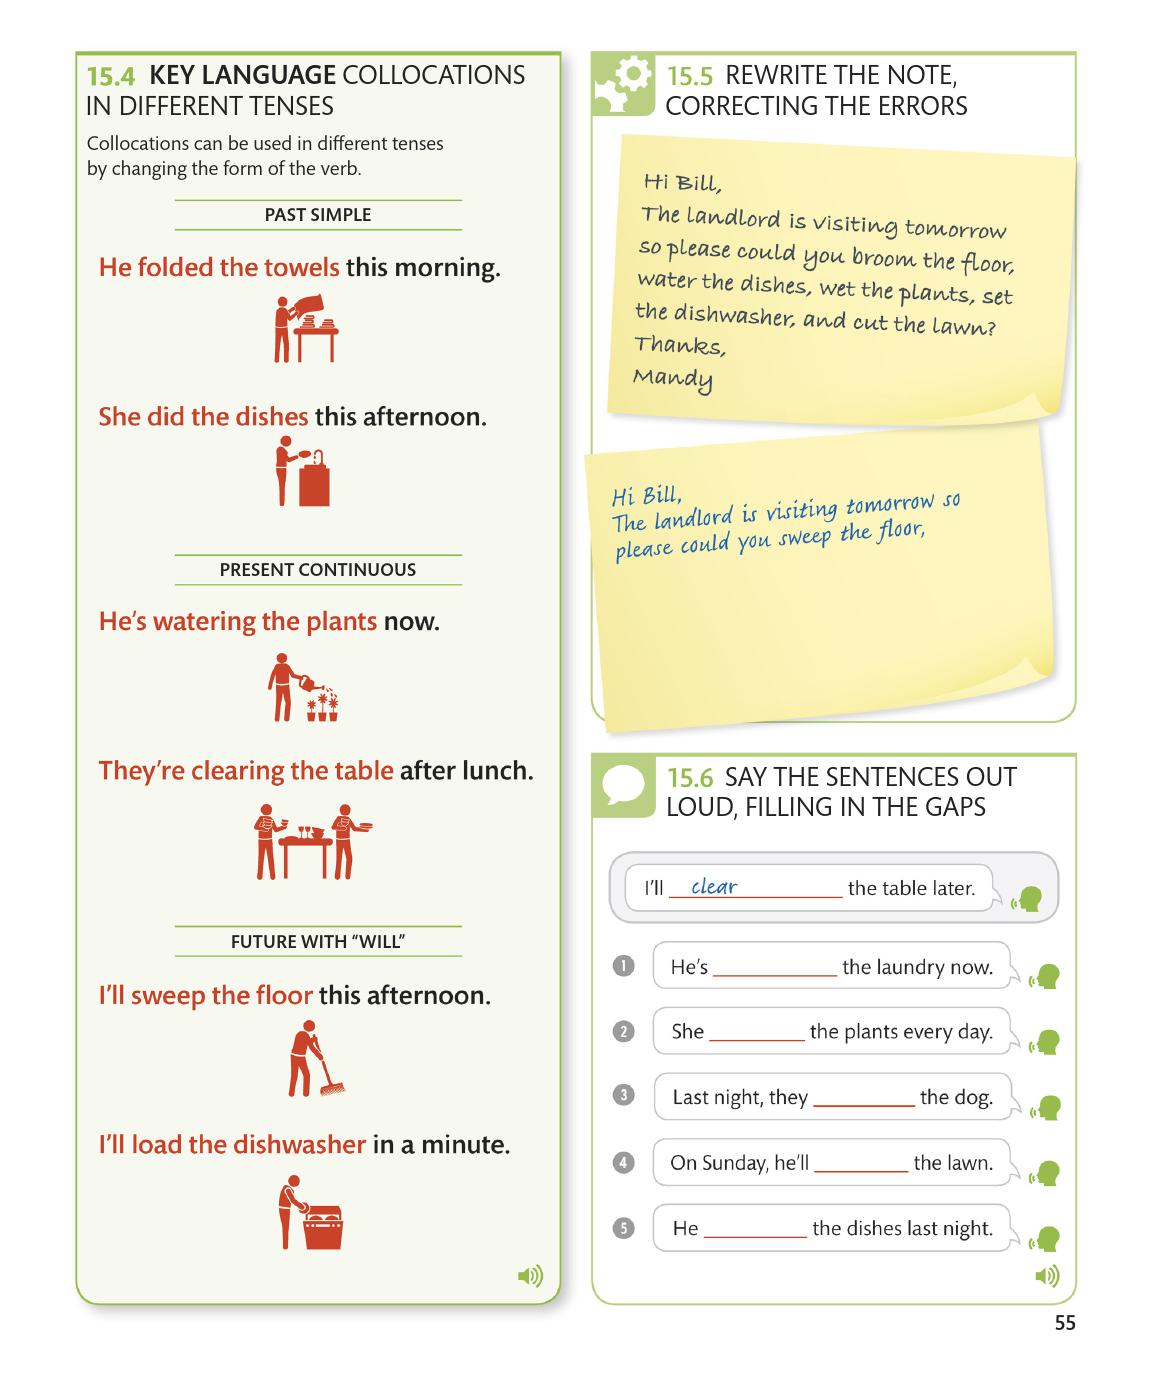 15.4 KEY LANGUAGE COLLOCATIONS
IN DIFFERENT TENSES
Collocations can be used in different tenses
by changing the form of the verb.
PAST SIMPLE
He folded the towels this morning.
She did the dishes this afternoon.
PRESENT CONTINUOUS
He's watering the plants now.
They're clearing the table after lunch.
FUTURE WITH "WILL"
I'll sweep the floor this afternoon.
I'll load the dishwasher in a minute.
15.5 REWRITE THE NOTE,
CORRECTING THE ERRORS
Hi Bill,
The landlord is visiting tomorrow
so please could you broom the floor,
water the dishes, wet the plants, set
the dishwasher, and cut the lawn?
Thanks,
Mandy
Hi Bill,
The landlord is visiting tomorrow so
please could you sweep the floor,
15.6 SAY THE SENTENCES OUT
LOUD, FILLING IN THE GAPS
I'll clear the table later.
1 He's ___ the laundry now.
2 She ___ the plants every day.
3 Last night, they ___ the dog.
4 On Sunday, he'll ___ the lawn.
5 He ___ the dishes last night.
55